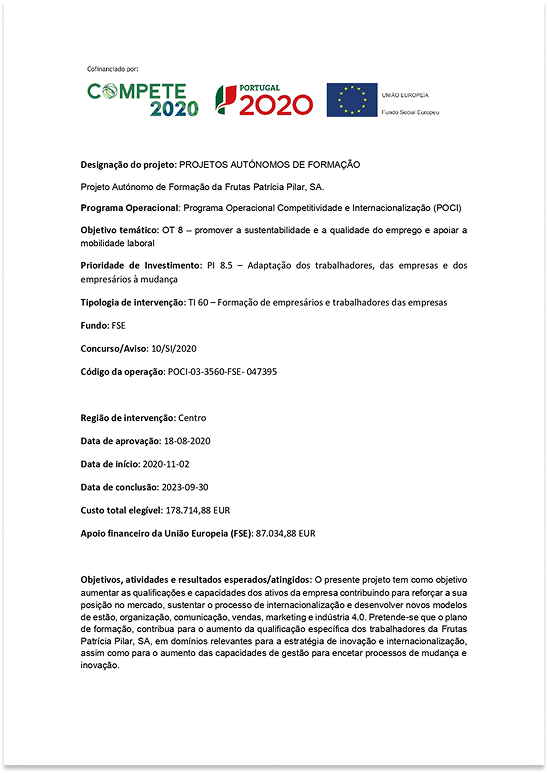 Cofinanciado por:
COMPETE
2020
PORTUGAL
2020
UNIÃO EUROPEIA
Fundo Social Europeu
Designação do projeto: PROJETOS AUTÓNOMOS DE FORMAÇÃO
Projeto Autónomo de Formação da Frutas Patrícia Pilar, SA.
Programa Operacional: Programa Operacional Competitividade e Internacionalização (POCI)
Objetivo temático: OT 8 – promover a sustentabilidade e a qualidade do emprego e apoiar a
mobilidade laboral
Prioridade de Investimento: PI 8.5 – Adaptação dos trabalhadores, das empresas e dos
empresários à mudança
Tipologia de intervenção: TI 60 – Formação de empresários e trabalhadores das empresas
Fundo: FSE
Concurso/Aviso: 10/SI/2020
Código da operação: POCI-03-3560-FSE- 047395
Região de intervenção: Centro
Data de aprovação: 18-08-2020
Data de início: 2020-11-02
Data de conclusão: 2023-09-30
Custo total elegível: 178.714,88 EUR
Apoio financeiro da União Europeia (FSE): 87.034,88 EUR
Objetivos, atividades e resultados esperados/atingidos: O presente projeto tem como objetivo
aumentar as qualificações e capacidades dos ativos da empresa contribuindo para reforçar a sua
posição no mercado, sustentar o processo de internacionalização e desenvolver novos modelos
de estão, organização, comunicação, vendas, marketing e indústria 4.0. Pretende-se que o plano
de formação, contribua para o aumento da qualificação específica dos trabalhadores da Frutas
Patrícia Pilar, SA, em domínios relevantes para a estratégia de inovação e internacionalização,
assim como para o aumento das capacidades de gestão para encetar processos de mudança e
inovação.